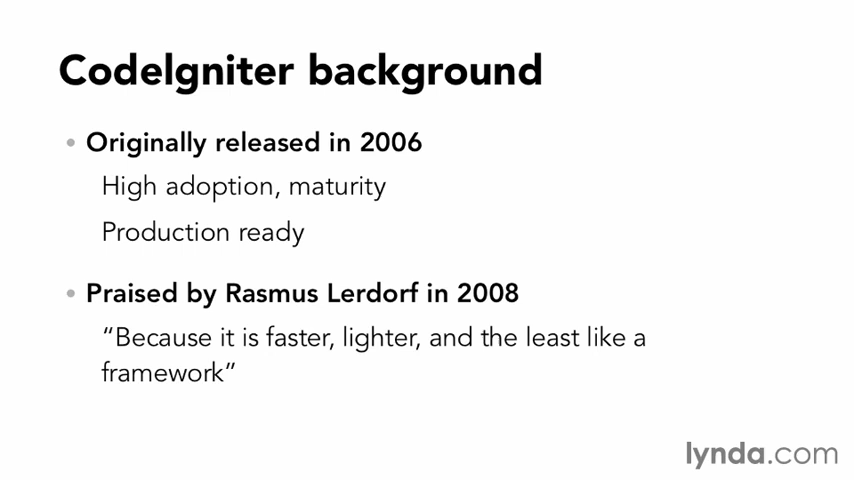 CodeIgniter background
• Originally released in 2006
High adoption, maturity
Production ready
• Praised by Rasmus Lerdorf in 2008
“Because it is faster, lighter, and the least like a
framework”
lynda.com